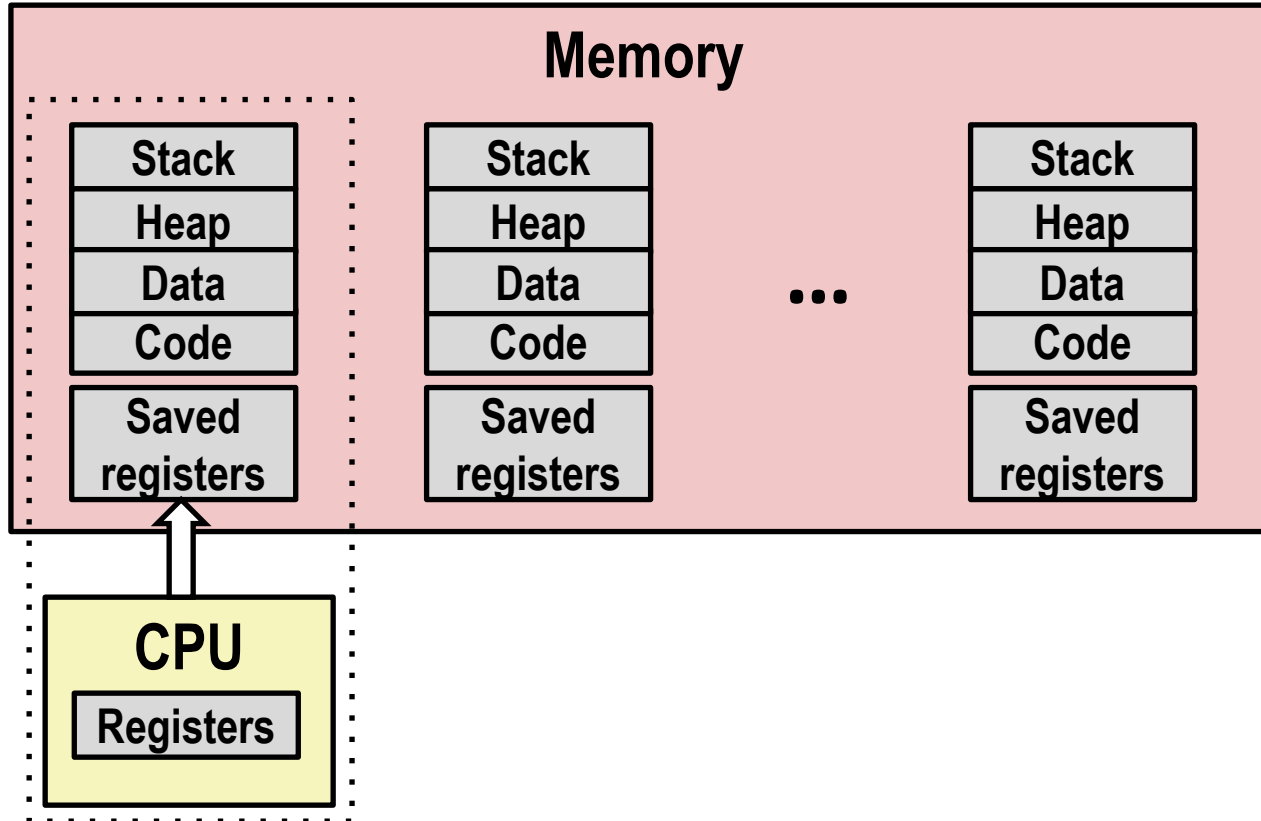 Memory
Stack
Heap
Data
Code
Saved
registers
Stack
Heap
Data
Code
Saved
registers
...
Stack
Heap
Data
Code
Saved
registers
CPU
Registers